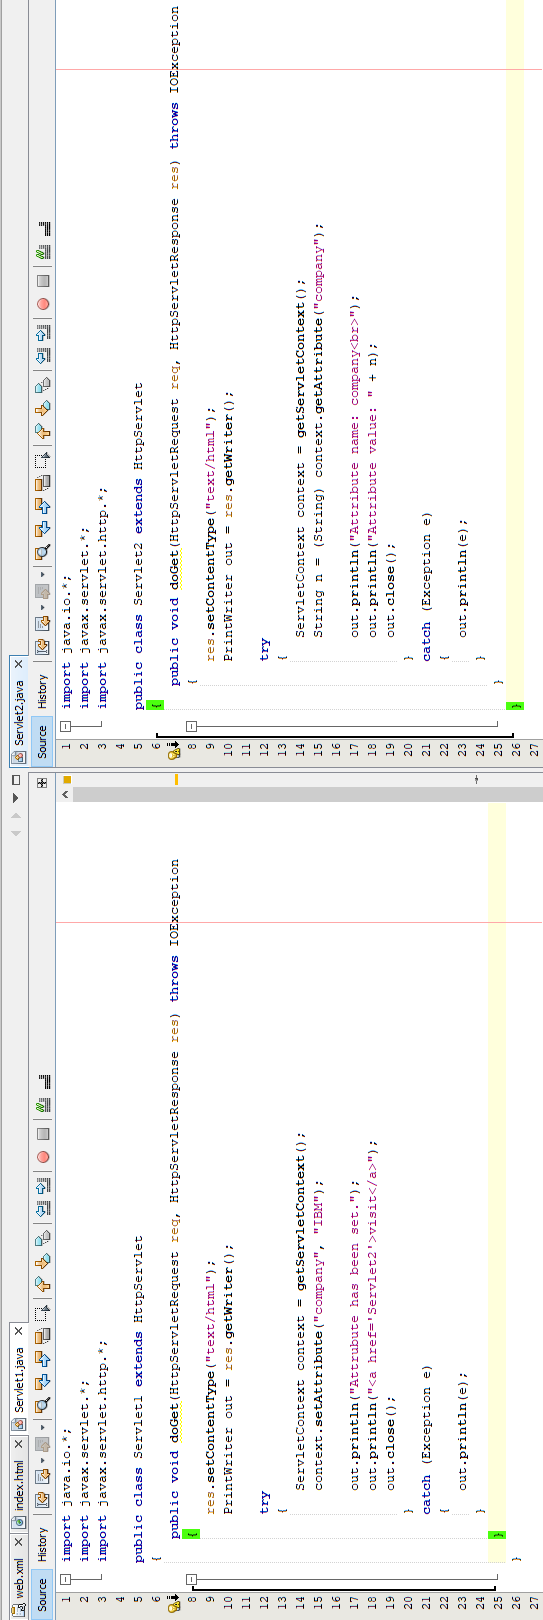 web.xml × index.html × Servlet1.java ×
Source History
1 import java.io.*;
2 import javax.servlet.*;
3 import javax.servlet.http.*;
4
5 public class Servlet1 extends HttpServlet
6 {
public void doGet(HttpServletRequest req, HttpServletResponse res) throws IOException
8 {
9 res.setContentType("text/html");
10 PrintWriter out = res.getWriter();
11
12 try
13 {
14 ServletContext context = getServletContext();
15 context.setAttribute("company", "IBM");
16
17 out.println("Attrubute has been set.");
18 out.println("<a href='Servlet2'>visit</a>");
19 out.close();
20 }
21 catch (Exception e)
22 {
23 out.println(e);
24 }
25 }
26 }
27
Servlet2.java ×
Source History
1 import java.io.*;
2 import javax.servlet.*;
3 import javax.servlet.http.*;
4
5 public class Servlet2 extends HttpServlet
6 {
public void doGet(HttpServletRequest req, HttpServletResponse res) throws IOException
8 {
9 res.setContentType("text/html");
10 PrintWriter out = res.getWriter();
11
12 try
13 {
14 ServletContext context = getServletContext();
15 String n = (String) context.getAttribute("company");
16
17 out.println("Attribute name: company<br>");
18 out.println("Attribute value: " + n);
19 out.close();
20 }
21 catch (Exception e)
22 {
23 out.println(e);
24 }
25 }
26 }
27